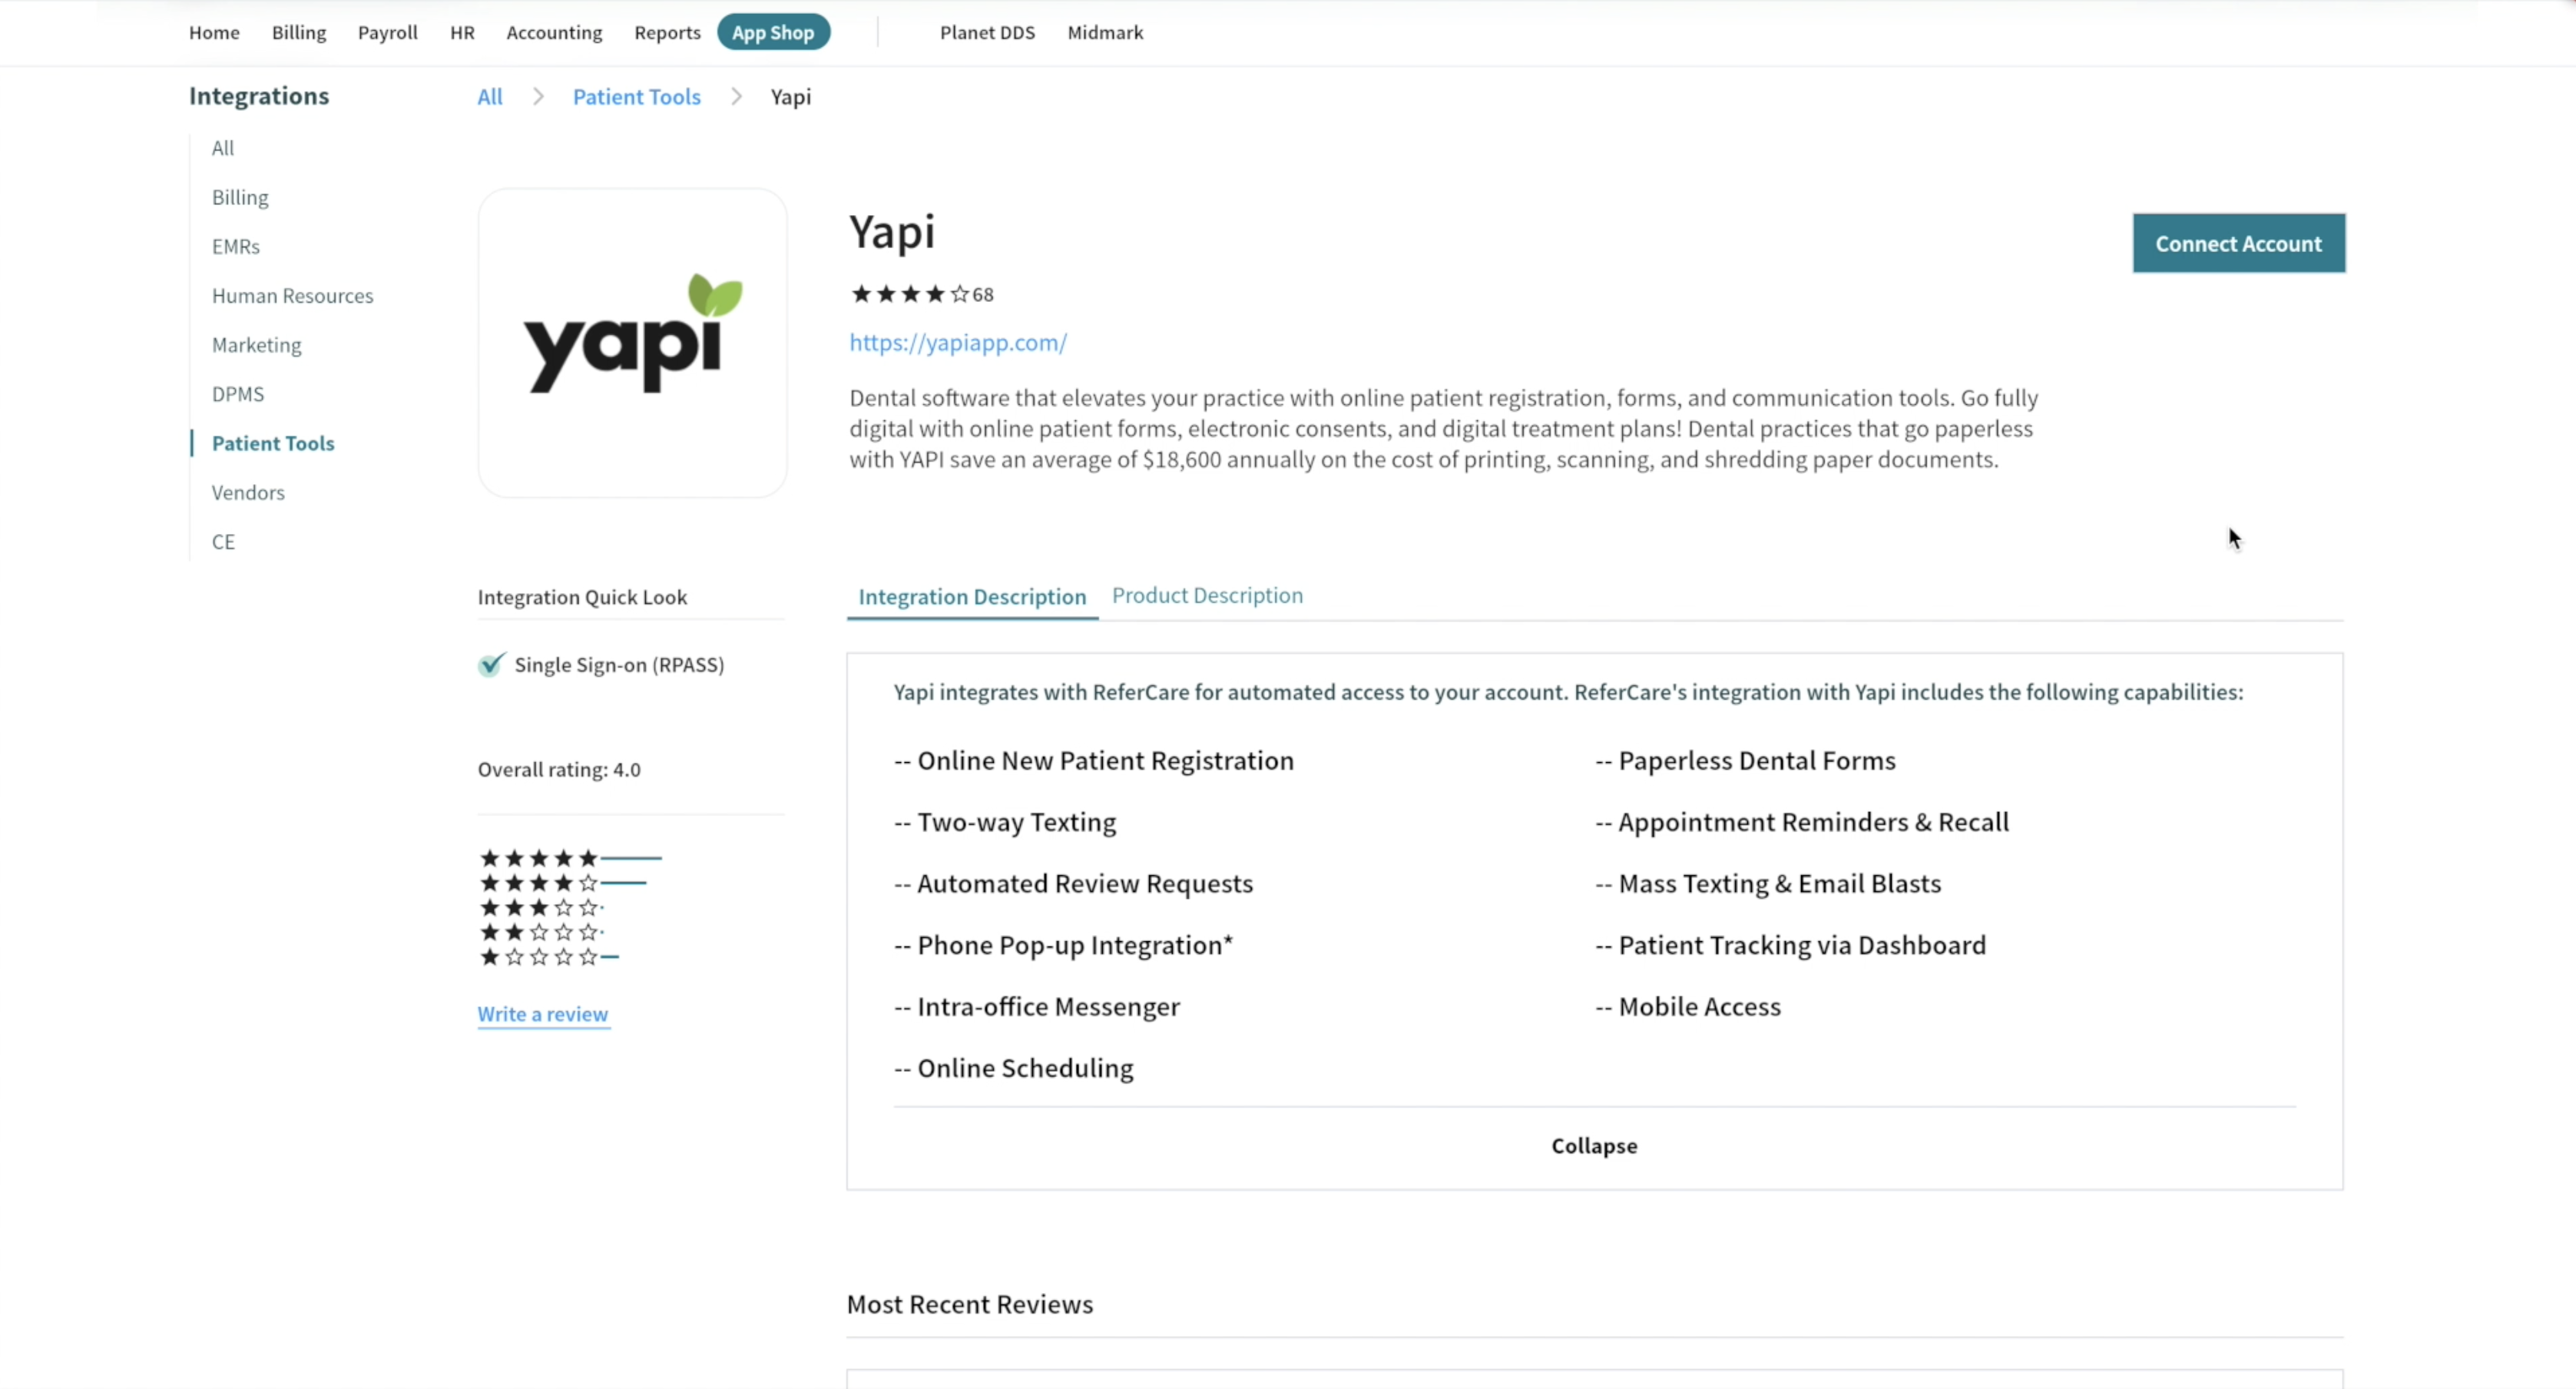 Home Billing Payroll HR Accounting Reports App Shop Planet DDS Midmark
Integrations
All
Billing
EMRs
Human Resources
Marketing
DPMS
Patient Tools
Vendors
CE
All > Patient Tools > Yapi
yapi
Yapi
68
https://yapiapp.com/
Dental software that elevates your practice with online patient registration, forms, and communication tools. Go fully
digital with online patient forms, electronic consents, and digital treatment plans! Dental practices that go paperless
with YAPI save an average of $18,600 annually on the cost of printing, scanning, and shredding paper documents.
Connect Account
Integration Quick Look
Single Sign-on (RPASS)
Overall rating: 4.0
Write a review
Integration Description Product Description
Yapi integrates with ReferCare for automated access to your account. ReferCare's integration with Yapi includes the following capabilities:
-- Online New Patient Registration
-- Paperless Dental Forms
-- Two-way Texting
-- Appointment Reminders & Recall
-- Automated Review Requests
-- Mass Texting & Email Blasts
-- Phone Pop-up Integration*
-- Patient Tracking via Dashboard
-- Intra-office Messenger
-- Mobile Access
-- Online Scheduling
Collapse
Most Recent Reviews